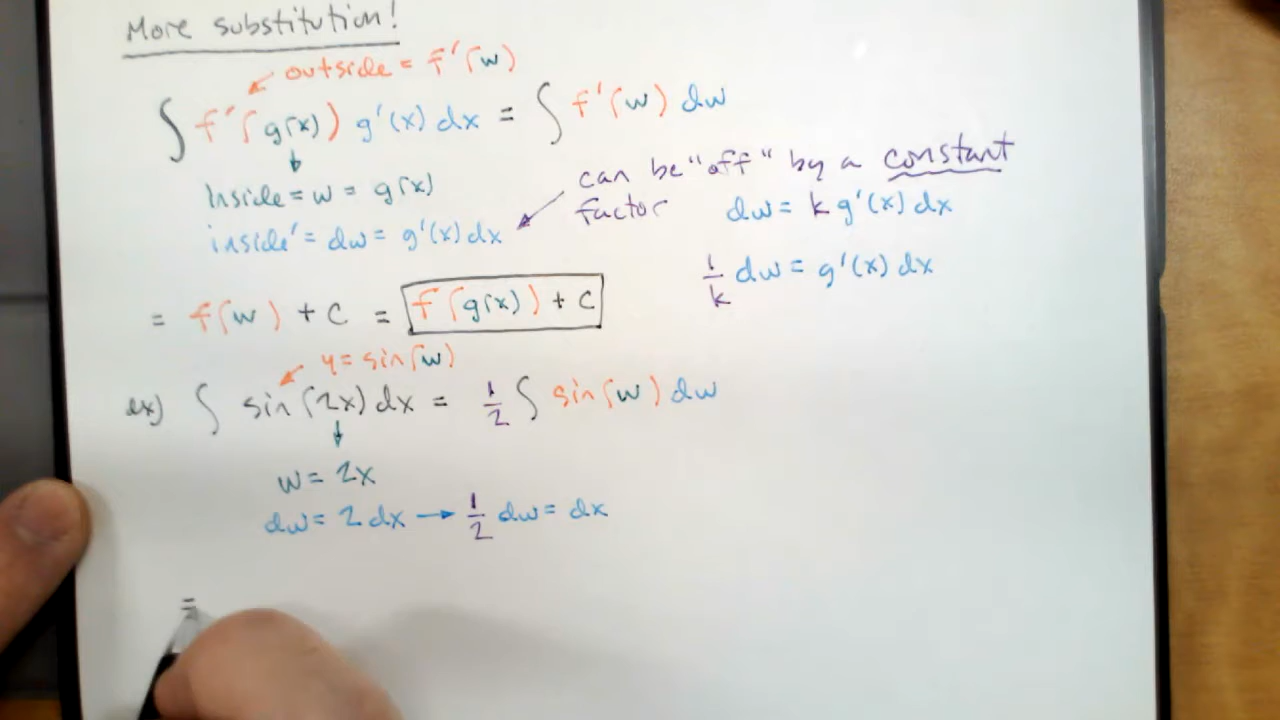 More substitution!
outside = f'(w)
∫ f'(g(x)) g'(x) dx = ∫ f'(w) dw
Inside = w = g(x)
inside' = dw = g'(x) dx
can be "off" by a constant
factor
dw = k g'(x) dx
1/k dw = g'(x) dx
= f(w) + C = f(g(x)) + C
y = sin(w)
ex) ∫ sin(2x) dx = 1/2 ∫ sin(w) dw
w = 2x
dw = 2 dx → 1/2 dw = dx
=